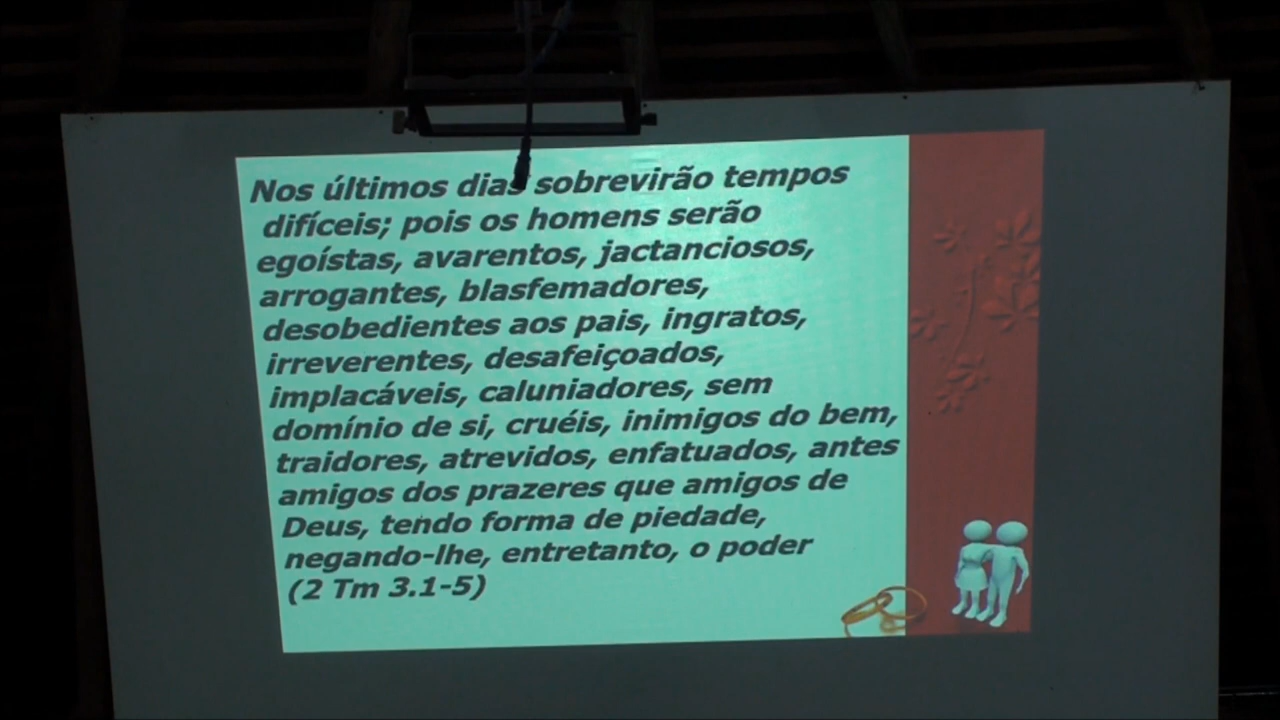 Nos últimos dias sobrevirão tempos
difíceis; pois os homens serão
egoístas, avarentos, jactanciosos,
arrogantes, blasfemadores,
desobedientes aos pais, ingratos,
irreverentes, desafeiçoados,
implacáveis, caluniadores, sem
domínio de si, cruéis, inimigos do bem,
traidores, atrevidos, enfatuados, antes
amigos dos prazeres que amigos de
Deus, tendo forma de piedade,
negando-lhe, entretanto, o poder
(2 Tm 3.1-5)